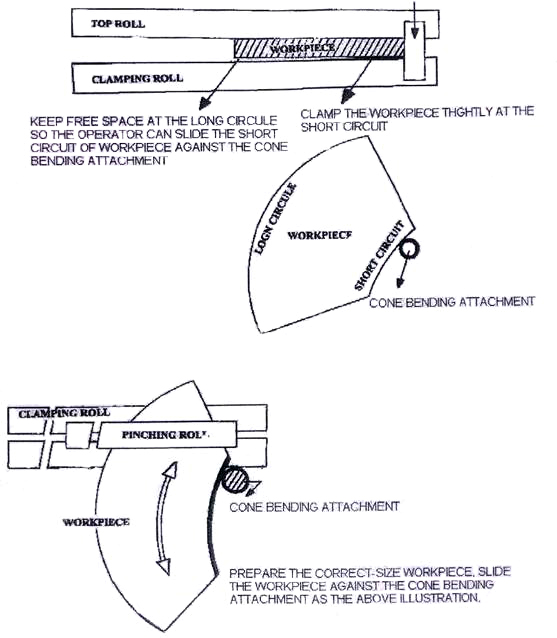 TOP ROLL
WORKPIECE
CLAMPING ROLL
KEEP FREE SPACE AT THE LONG CIRCULE
SO THE OPERATOR CAN SLIDE THE SHORT
CIRCUIT OF WORKPIECE AGAINST THE CONE
BENDING ATTACHMENT
CLAMP THE WORKPIECE THGHTLY AT THE
SHORT CIRCUIT
LOGN CIRCULE
WORKPIECE
SHORT CIRCUIT
CONE BENDING ATTACHMENT
CLAMPING ROLL
PINCHING ROL
WORKPIECE
CONE BENDING ATTACHMENT
PREPARE THE CORRECT-SIZE WORKPIECE, SLIDE
THE WORKPIECE AGAINST THE CONE BENDING
ATTACHMENT AS THE ABOVE ILLUSTRATION.